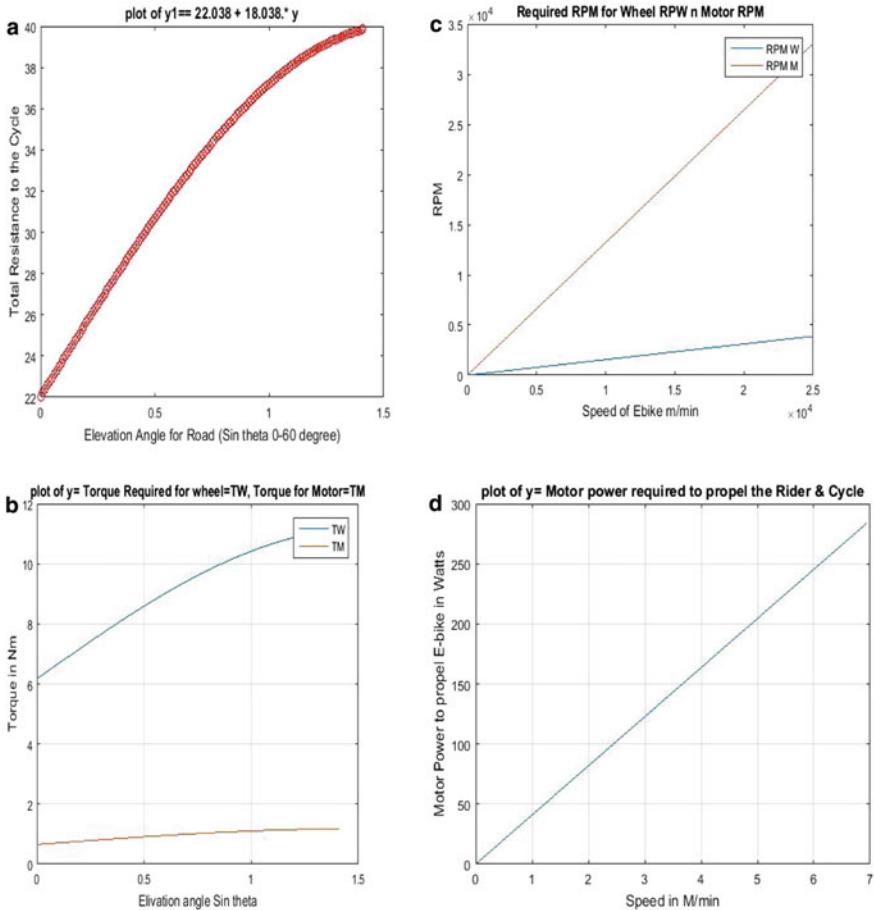 a
plot of y1== 22.038 + 18.038.* y
Total Resistance to the Cycle
40
38
36
34
32
30
28
26
24
22
0
0.5
1
1.5
Elevation Angle for Road (Sin theta 0-60 degree)
c
Required RPM for Wheel RPW n Motor RPM
×10⁴
RPM
3.5
3
2.5
2
1.5
1
0.5
0
RPM W
RPM M
0
0.5
1
1.5
2
2.5
Speed of Ebike m/min
×10⁴
b
plot of y= Torque Required for wheel=TW, Torque for Motor=TM
Torque in Nm
12
10
8
6
4
2
0
TW
TM
0
0.5
1
1.5
Elivation angle Sin theta
d
plot of y= Motor power required to propel the Rider & Cycle
Motor Power to propel E-bike in Watts
300
250
200
150
100
50
0
0
1
2
3
4
5
6
7
Speed in M/min